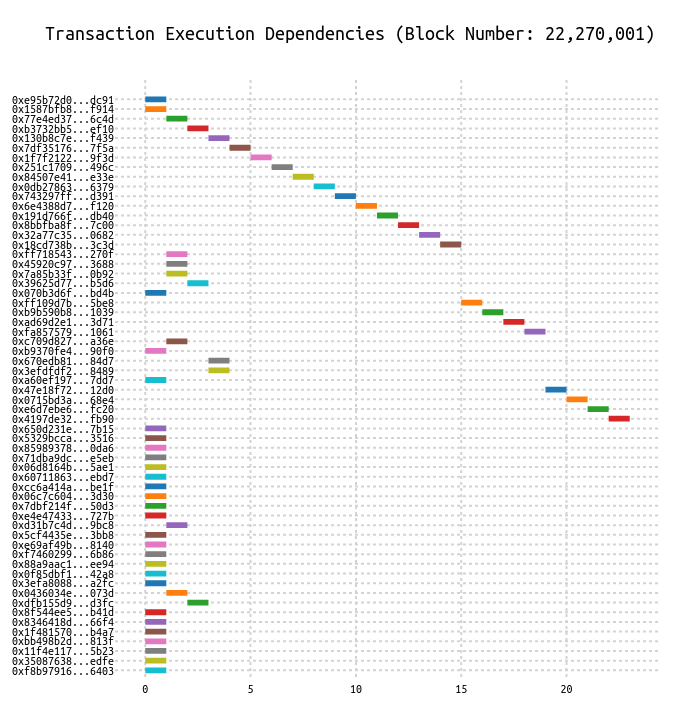 Transaction Execution Dependencies (Block Number: 22,270,001)
0xe95b72d0...dc91
0x1587bfb8...f914
0x77e4ed37...6c4d
0xb3732bb5...ef10
0x130b8c7e...f439
0x7df35176...7f5a
0x1f7f2122...9f3d
0x251c1709...496c
0x84507e41...e33e
0x0db27863...6379
0x743297ff...d391
0x6e4388d7...f120
0x191d766f...db40
0x8bbfba8f...7c00
0x32a77c35...0682
0x18cd738b...3c3d
0xff718543...270f
0x45920c97...3688
0x7a85b33f...0b92
0x39625d77...b5d6
0x070b3d6f...bd4b
0xff109d7b...5be8
0xb9b590b8...1039
0xad69d2e1...3d71
0xfa857579...1061
0xc709d827...a36e
0xb9370fe4...90f0
0x670edb81...84d7
0x3efdfdf2...8489
0xa60ef197...7dd7
0x47e18f72...12d0
0x0715bd3a...68e4
0xe6d7ebe6...fc20
0x4197de32...fb90
0x650d231e...7b15
0x5329bcca...3516
0x85989378...0da6
0x71dba9dc...e5eb
0x06d8164b...5ae1
0x60711863...ebd7
0xcc6a414a...be1f
0x06c7c604...3d30
0x7dbf214f...50d3
0xe4e47433...727b
0xd31b7c4d...9bc8
0x5cf4435e...3bb8
0xe69af49b...8140
0xf7460299...6b86
0x88a9aac1...ee94
0x0f85dbf1...42a8
0x3efa8088...a2fc
0x0436034e...073d
0xdfb155d9...d3fc
0x8f544ee5...b41d
0x8346418d...66f4
0x1f481570...b4a7
0xbb498b2d...813f
0x11f4e117...5b23
0x35087638...edfe
0xf8b97916...6403
0 5 10 15 20